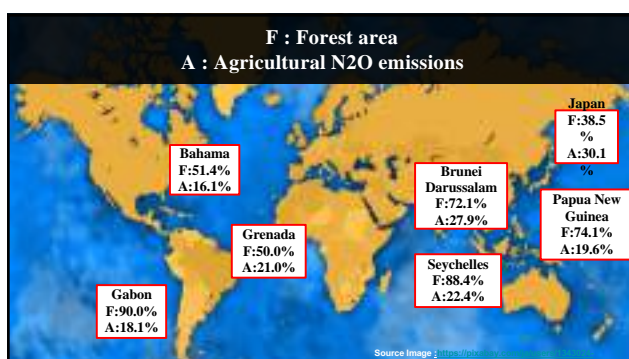 F : Forest area
A : Agricultural N2O emissions
Japan
F:38.5
%
A:30.1
%
Bahama
F:51.4%
A:16.1%
Brunei
Darussalam
F:72.1%
A:27.9%
Papua New
Guinea
F:74.1%
A:19.6%
Grenada
F:50.0%
A:21.0%
Seychelles
F:88.4%
A:22.4%
Gabon
F:90.0%
A:18.1%
Source Image :